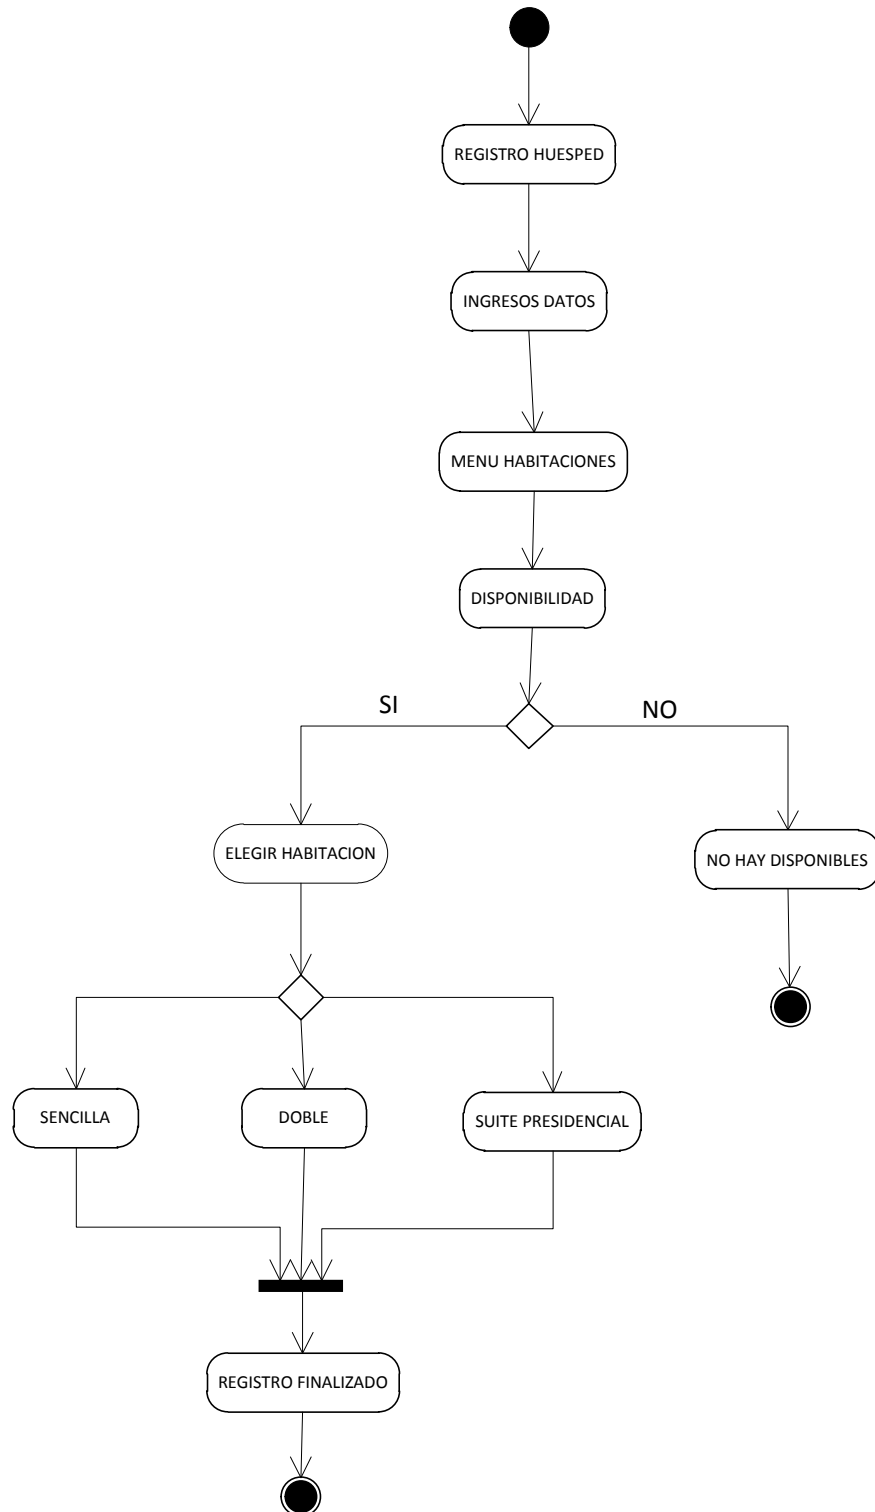 REGISTRO HUESPED
INGRESOS DATOS
MENU HABITACIONES
DISPONIBILIDAD
SI
NO
ELEGIR HABITACION
NO HAY DISPONIBLES
SENCILLA
DOBLE
SUITE PRESIDENCIAL
REGISTRO FINALIZADO